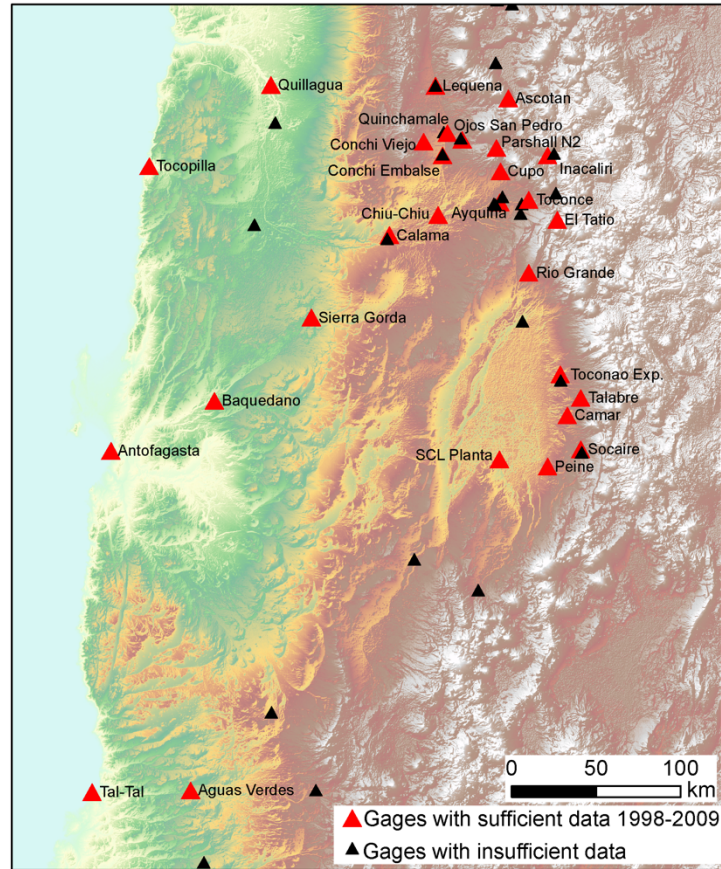 Quillagua
Lequena
Ascotan
Quinchamale
Ojos San Pedro
Conchi Viejo
Parshall N2
Conchi Embalse
Inacaliri
Tocopilla
Cupo
Toconce
Chiu-Chiu
Ayquina
El Tatio
Calama
Rio Grande
Sierra Gorda
Toconao Exp.
Talabre
Baquedano
Camar
Antofagasta
Socaire
SCL Planta
Peine
Tal-Tal
Aguas Verdes
0 50 100
km
Gages with sufficient data 1998-2009
Gages with insufficient data